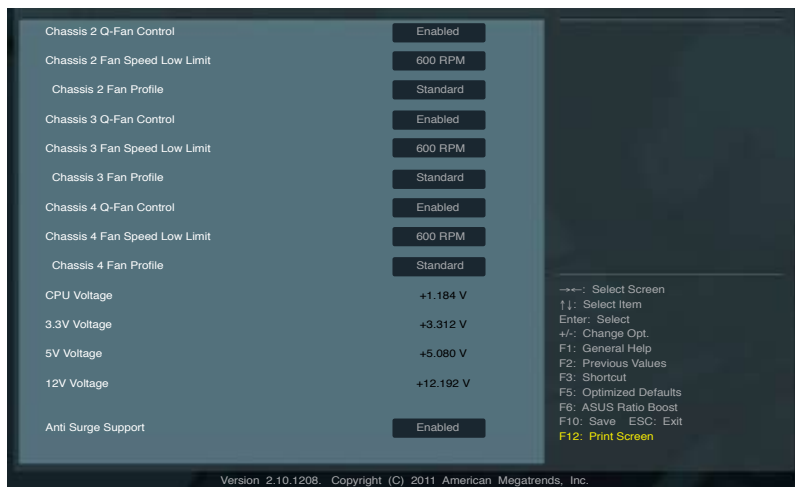 Chassis 2 Q-Fan Control Enabled
Chassis 2 Fan Speed Low Limit 600 RPM
Chassis 2 Fan Profile Standard
Chassis 3 Q-Fan Control Enabled
Chassis 3 Fan Speed Low Limit 600 RPM
Chassis 3 Fan Profile Standard
Chassis 4 Q-Fan Control Enabled
Chassis 4 Fan Speed Low Limit 600 RPM
Chassis 4 Fan Profile Standard
CPU Voltage +1.184 V
3.3V Voltage +3.312 V
5V Voltage +5.080 V
12V Voltage +12.192 V
Anti Surge Support Enabled
→←: Select Screen
↑↓: Select Item
Enter: Select
+/-: Change Opt.
F1: General Help
F2: Previous Values
F3: Shortcut
F5: Optimized Defaults
F6: ASUS Ratio Boost
F10: Save ESC: Exit
F12: Print Screen
Version 2.10.1208. Copyright (C) 2011 American Megatrends, Inc.